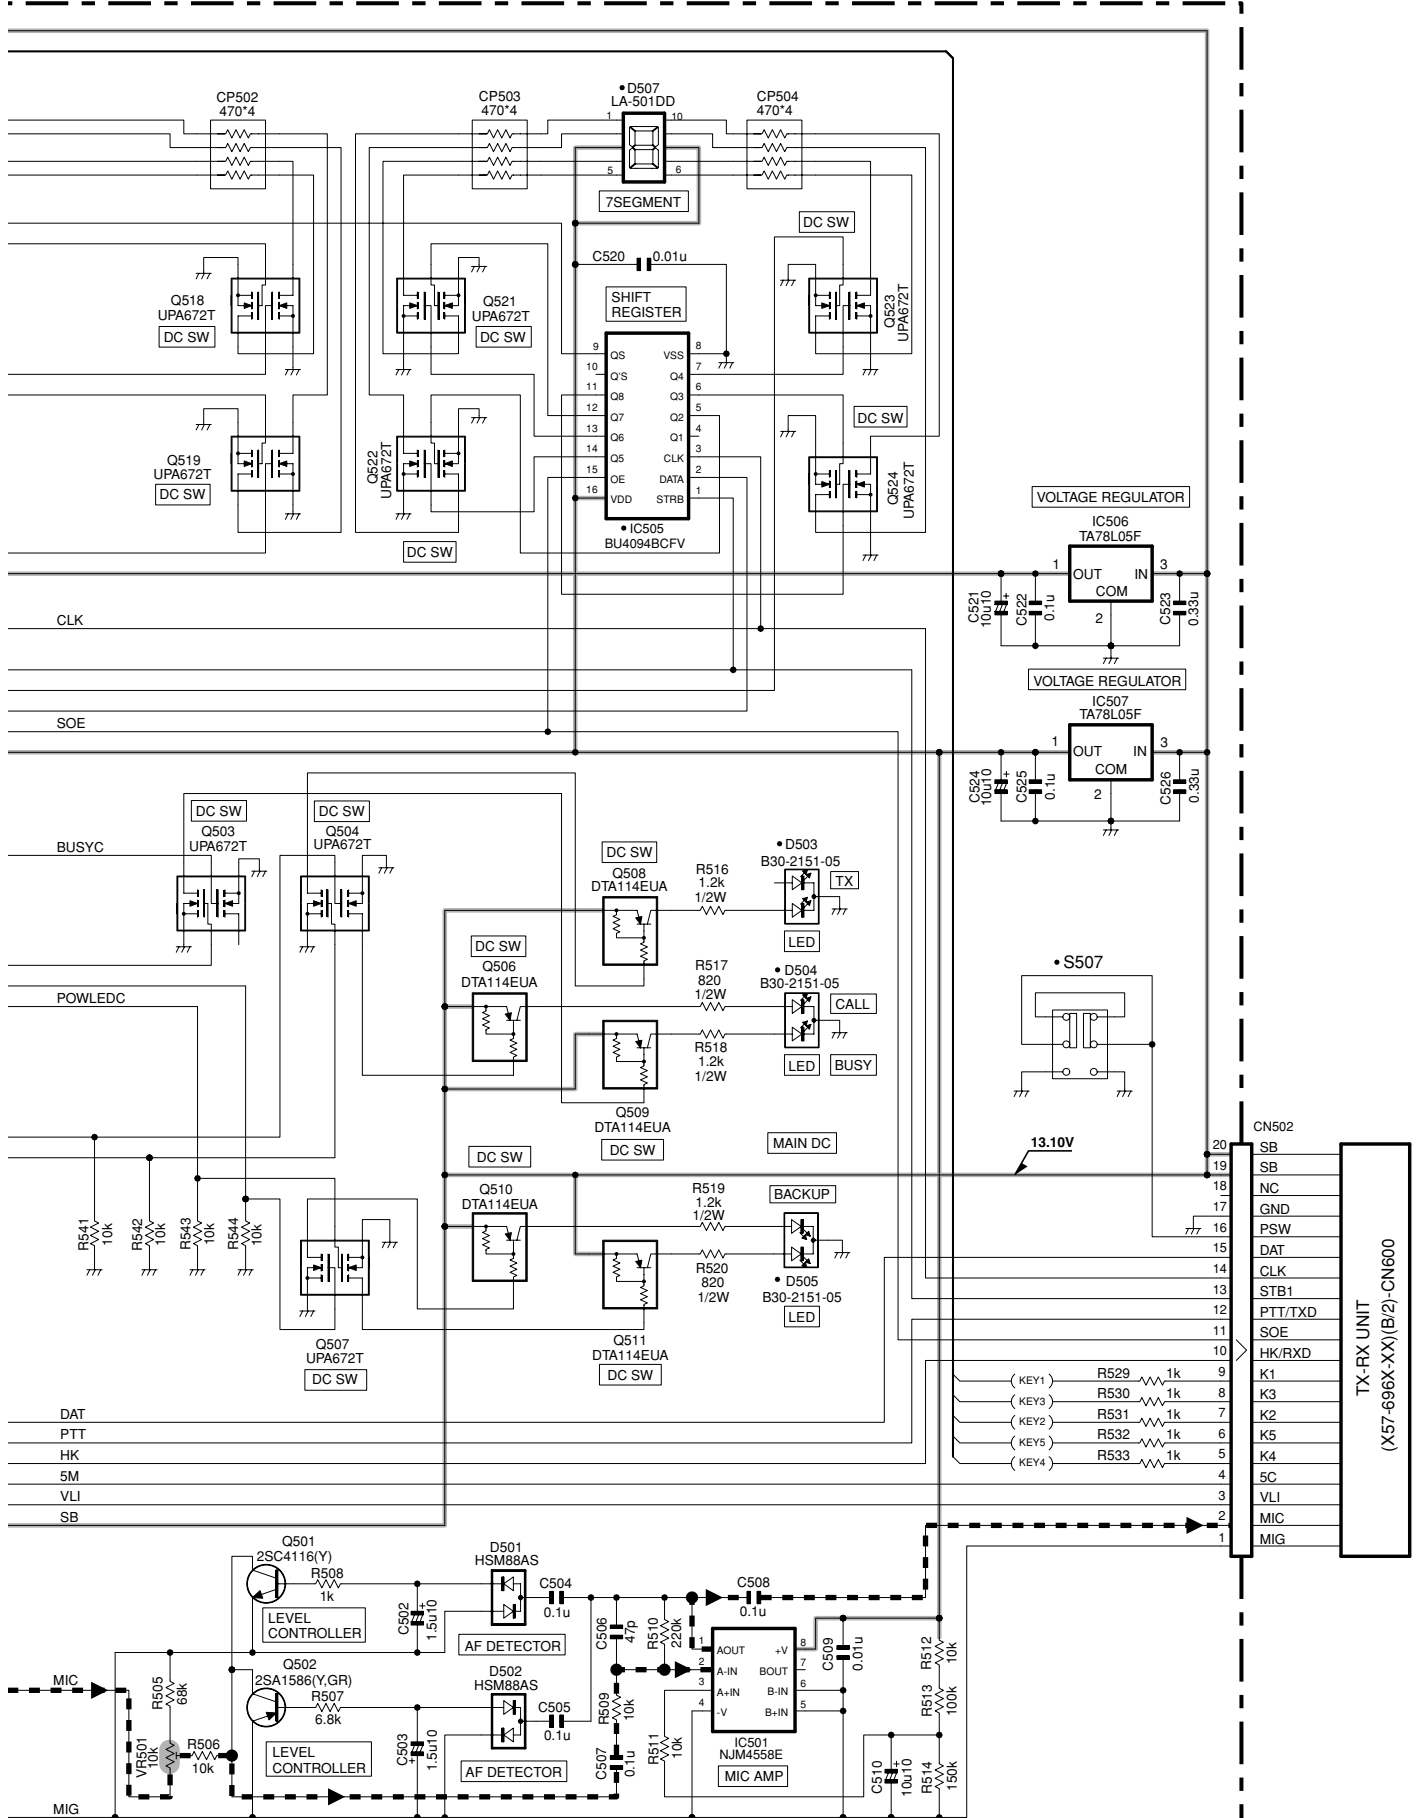 CP502
470*4
CP503
470*4
D507
LA-501DD
CP504
470*4
1
10
5
6
7SEGMENT
DC SW
C520
0.01u
SHIFT
REGISTER
Q518
UPA672T
DC SW
Q521
UPA672T
DC SW
Q523
UPA672T
9
QS
VSS
8
10
Q'S
Q4
7
11
Q8
Q3
6
12
Q7
Q2
5
13
Q6
Q1
4
14
Q5
CLK
3
15
OE
DATA
2
16
VDD
STRB
1
IC505
BU4094BCFV
DC SW
Q519
UPA672T
DC SW
Q522
UPA672T
DC SW
Q524
UPA672T
VOLTAGE REGULATOR
IC506
TA78L05F
1
OUT
IN
3
COM
2
C521
10u10
+
C522
0.1u
C523
0.33u
CLK
VOLTAGE REGULATOR
IC507
TA78L05F
SOE
1
OUT
IN
3
COM
2
C524
10u10
+
C525
0.1u
C526
0.33u
DC SW
Q503
UPA672T
DC SW
Q504
UPA672T
BUSYC
DC SW
Q508
DTA114EUA
R516
1.2k
1/2W
D503
B30-2151-05
TX
LED
DC SW
Q506
DTA114EUA
R517
820
1/2W
D504
B30-2151-05
CALL
S507
POWLEDC
R518
1.2k
1/2W
LED
BUSY
Q509
DTA114EUA
DC SW
MAIN DC
13.10V
CN502
DC SW
Q510
DTA114EUA
R519
1.2k
1/2W
BACKUP
R541
10k
R542
10k
R543
10k
R544
10k
R520
820
1/2W
D505
B30-2151-05
LED
Q507
UPA672T
DC SW
Q511
DTA114EUA
DC SW
20
SB
19
SB
18
NC
17
GND
16
PSW
15
DAT
14
CLK
13
STB1
12
PTT/TXD
11
SOE
10
HK/RXD
KEY1
R529
1k
9
K1
KEY3
R530
1k
8
K3
KEY2
R531
1k
7
K2
KEY5
R532
1k
6
K5
KEY4
R533
1k
5
K4
4
5C
3
VLI
2
MIC
1
MIG
TX-RX UNIT
(X57-696X-XX)(B/2)-CN600
DAT
PTT
HK
5M
VLI
SB
Q501
2SC4116(Y)
R508
1k
LEVEL
CONTROLLER
C502
1.5u10
+
D501
HSM88AS
C504
0.1u
AF DETECTOR
C506
47p
R510
220k
C508
0.1u
1
AOUT
+V
8
2
A-IN
BOUT
7
3
A+IN
B-IN
6
4
-V
B+IN
5
IC501
NJM4558E
MIC AMP
C509
0.01u
R512
10k
R513
100k
R514
150k
C510
10u10
+
MIC
R505
68k
Q502
2SA1586(Y,GR)
R507
6.8k
D502
HSM88AS
C505
0.1u
R509
10k
R511
10k
VR501
10k
R506
10k
LEVEL
CONTROLLER
C503
1.5u10
+
AF DETECTOR
C507
0.1u
MIG